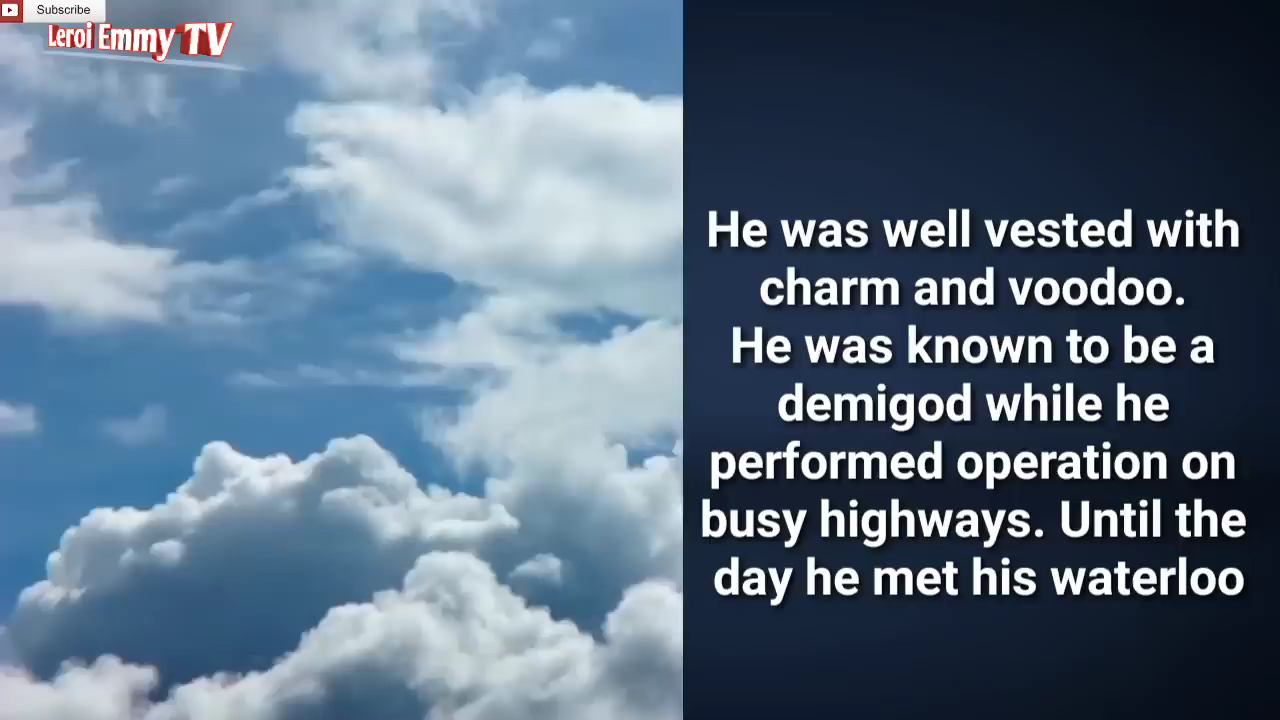 Subscribe
Leroi Emmy TV
He was well vested with
charm and voodoo.
He was known to be a
demigod while he
performed operation on
busy highways. Until the
day he met his waterloo